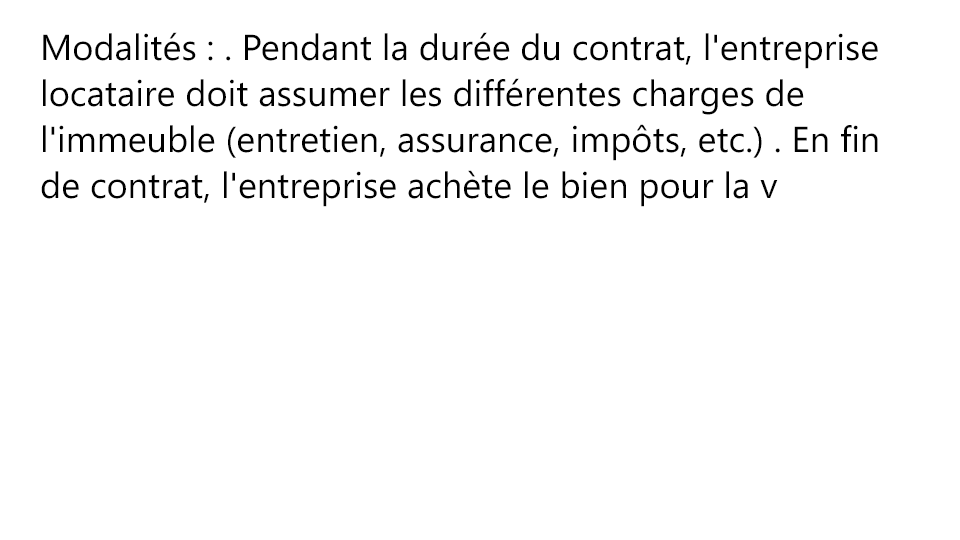 Modalités : . Pendant la durée du contrat, l'entreprise
locataire doit assumer les différentes charges de
l'immeuble (entretien, assurance, impôts, etc.) . En fin
de contrat, l'entreprise achète le bien pour la v